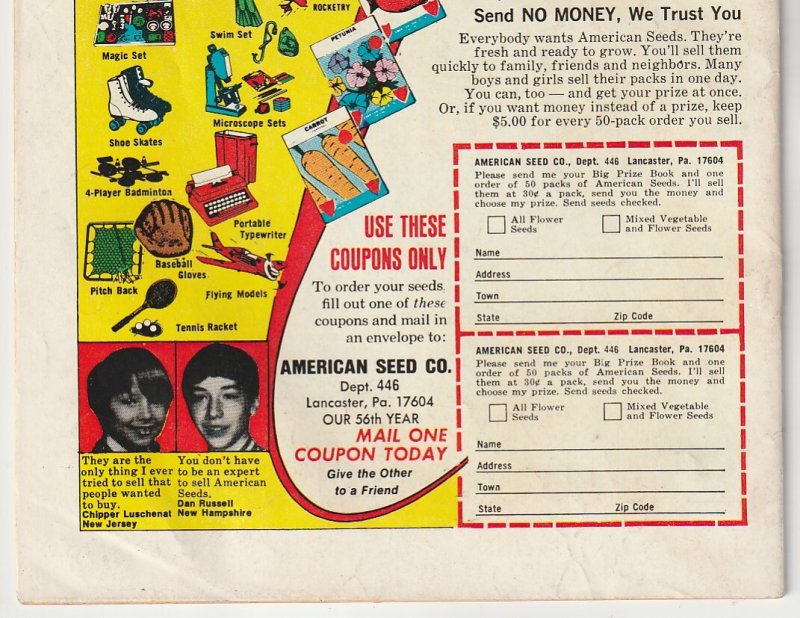 ROCKETRY
Magic Set
Swim Set
PETUNIA
Shoe Skates
Microscope Sets
CARROT
4-Player Badminton
Portable
Typewriter
Baseball
Gloves
Pitch Back
Flying Models
Tennis Racket
Send NO MONEY, We Trust You
Everybody wants American Seeds. They're
fresh and ready to grow. You'll sell them
quickly to family, friends and neighbors. Many
boys and girls sell their packs in one day.
You can, too — and get your prize at once.
Or, if you want money instead of a prize, keep
$5.00 for every 50-pack order you sell.
USE THESE
COUPONS ONLY
To order your seeds,
fill out one of these
coupons and mail in
an envelope to:
AMERICAN SEED CO.
Dept. 446
Lancaster, Pa. 17604
OUR 56th YEAR
MAIL ONE
COUPON TODAY
Give the Other
to a Friend
They are the
only thing I ever
tried to sell that
people wanted
to buy.
Chipper Luschenat
New Jersey
You don't have
to be an expert
to sell American
Seeds.
Dan Russell
New Hampshire
AMERICAN SEED CO., Dept. 446 Lancaster, Pa. 17604
Please send me your Big Prize Book and one
order of 50 packs of American Seeds. I'll sell
them at 30¢ a pack, send you the money and
choose my prize. Send seeds checked.
All Flower
Seeds
Mixed Vegetable
and Flower Seeds
Name
Address
Town
State Zip Code
AMERICAN SEED CO., Dept. 446 Lancaster, Pa. 17604
Please send me your Big Prize Book and one
order of 50 packs of American Seeds. I'll sell
them at 30¢ a pack, send you the money and
choose my prize. Send seeds checked.
All Flower
Seeds
Mixed Vegetable
and Flower Seeds
Name
Address
Town
State Zip Code